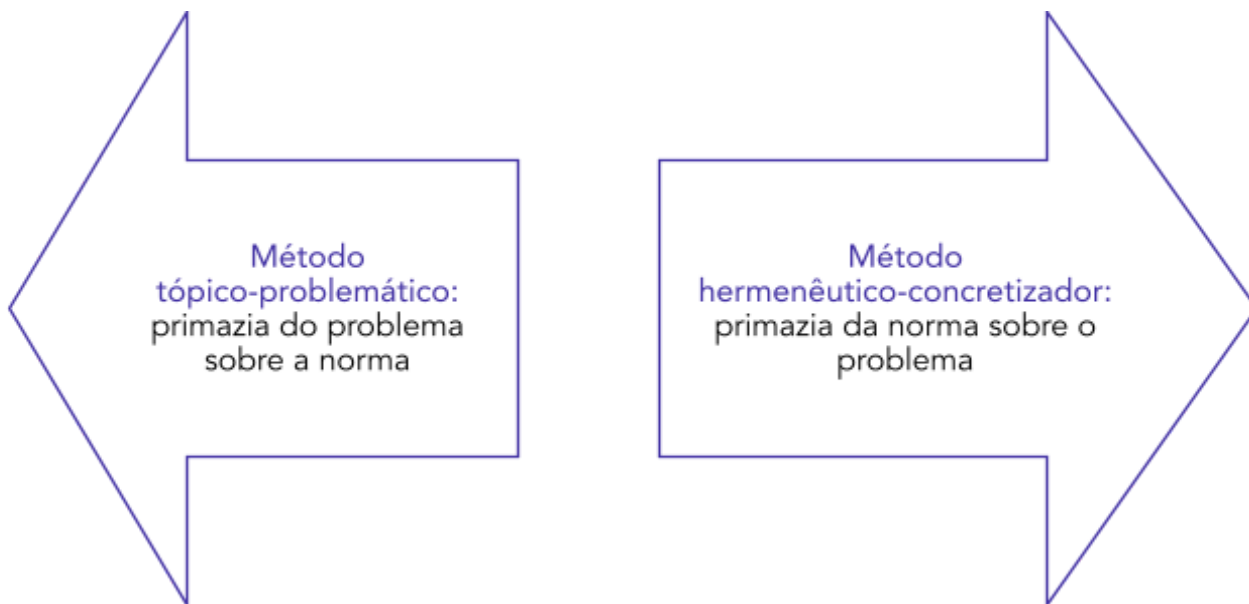 Método
tópico-problemático:
primazia do problema
sobre a norma
Método
hermenêutico-concretizador:
primazia da norma sobre o
problema